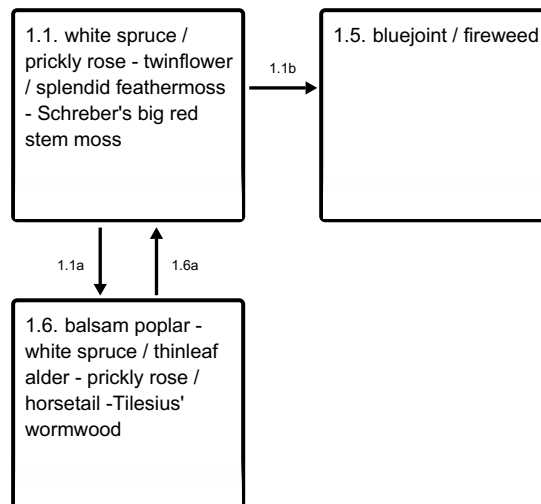 1.1. white spruce /
prickly rose - twinflower
/ splendid feathermoss
- Schreber's big red
stem moss
1.1b
1.5. bluejoint / fireweed
1.1a
1.6a
1.6. balsam poplar -
white spruce / thinleaf
alder - prickly rose /
horsetail -Tilesius'
wormwood